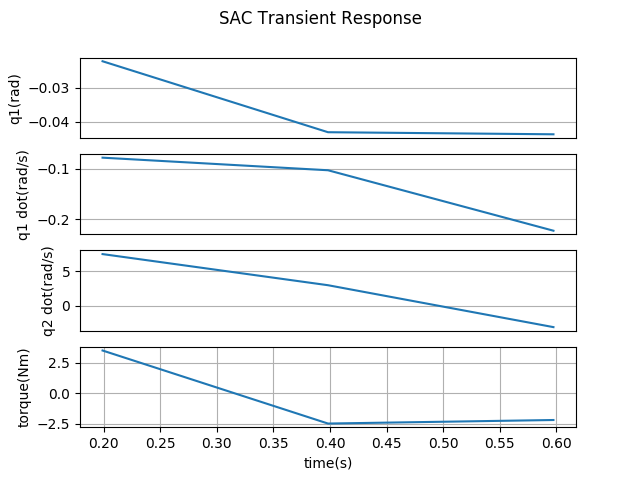 SAC Transient Response
q1(rad)
−0.03
−0.04
q1 dot(rad/s)
−0.1
−0.2
q2 dot(rad/s)
5
0
torque(Nm)
2.5
0.0
−2.5
0.20 0.25 0.30 0.35 0.40 0.45 0.50 0.55 0.60
time(s)